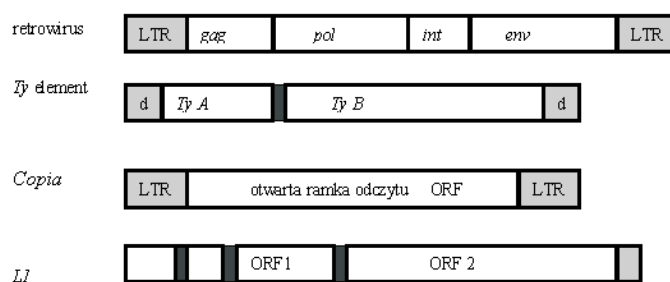 retrowirus LTR gag pol int env LTR
Ty element d Ty A Ty B d
Copia LTR otwarta ramka odczytu ORF LTR
L1 ORF1 ORF 2